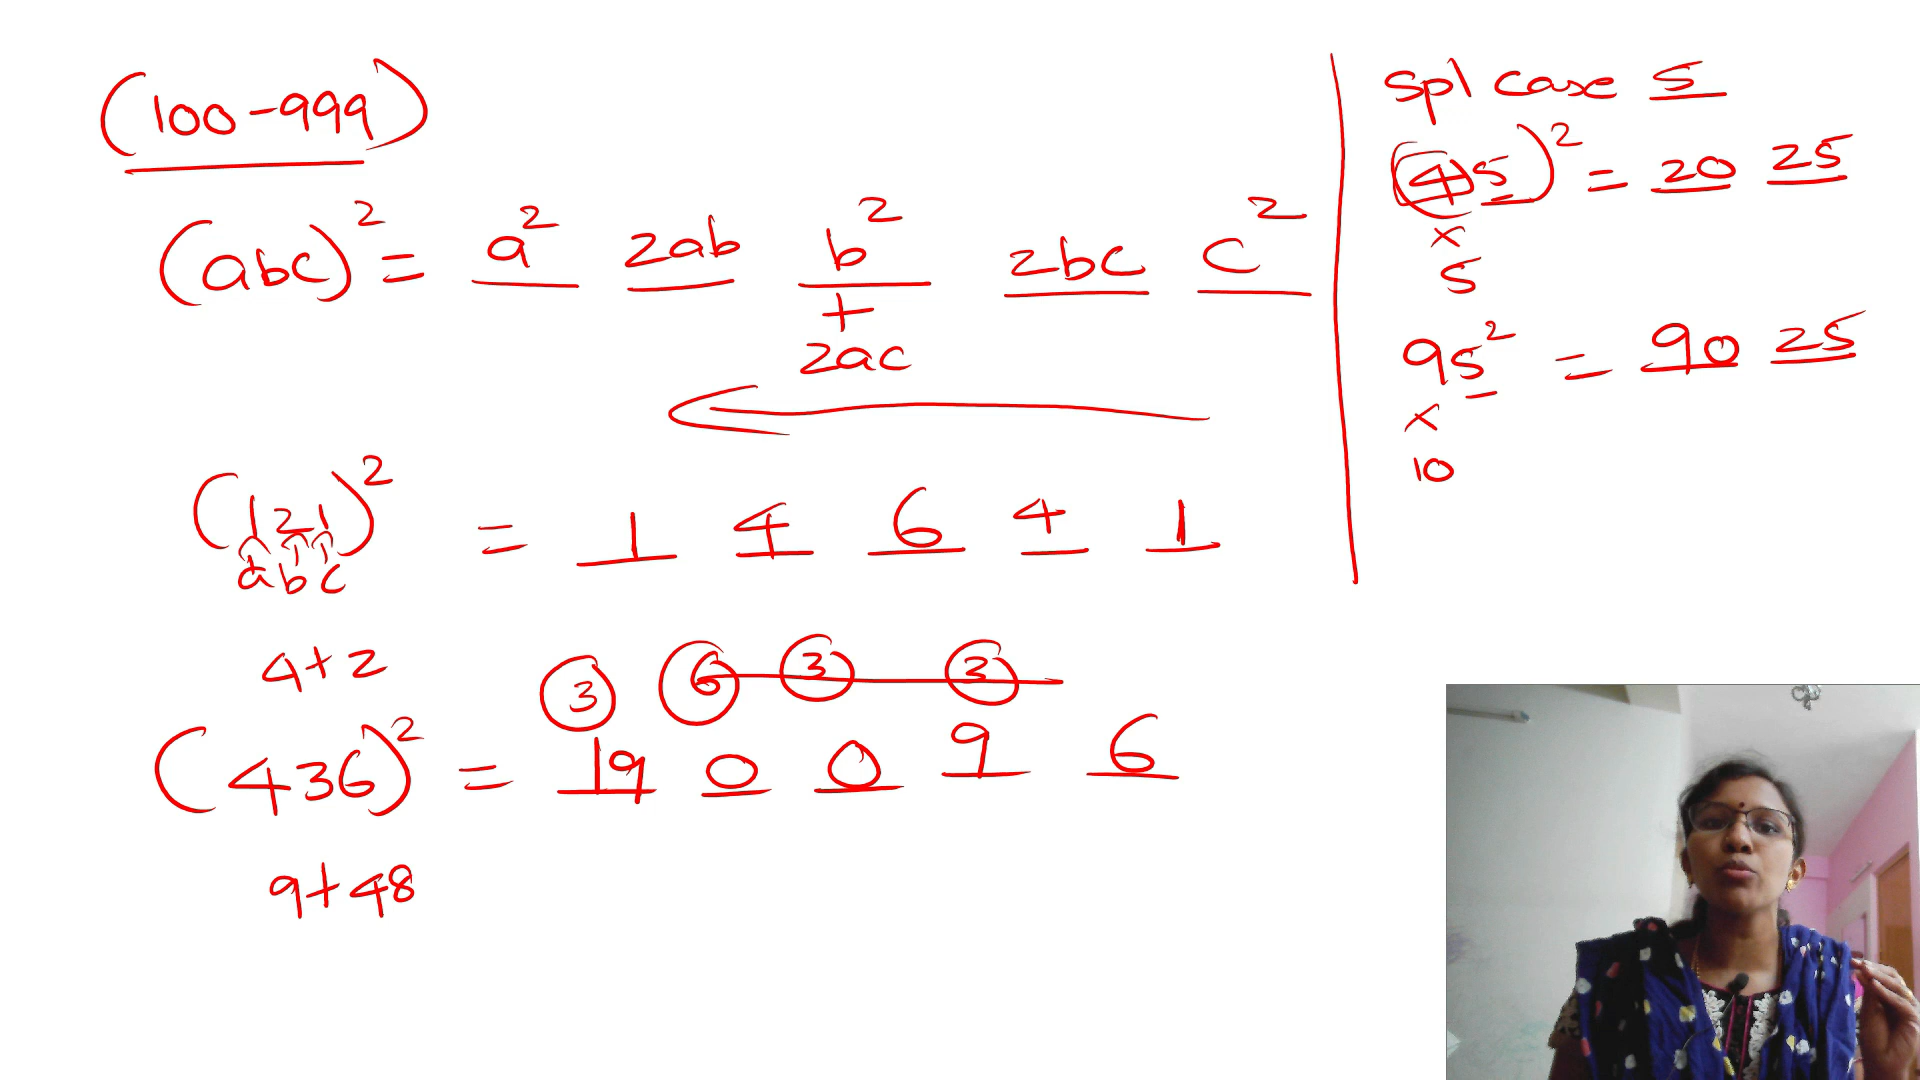 (100-999)
(abc)² = a² 2ab b² 2bc c²
+
2ac
(121)² = 1 4 6 4 1
a b c
4+2
3 6 3 3
(436)² = 19 0 0 9 6
9+48
spl case 5
(45)² = 20 25
×
5
95² = 90 25
×
10